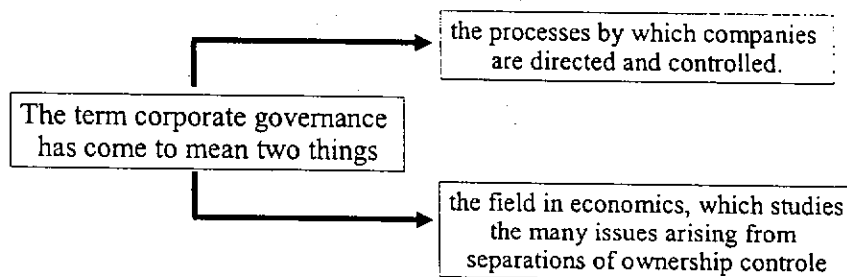 the processes by which companies
are directed and controlled.
The term corporate governance
has come to mean two things
the field in economics, which studies
the many issues arising from
separations of ownership controle